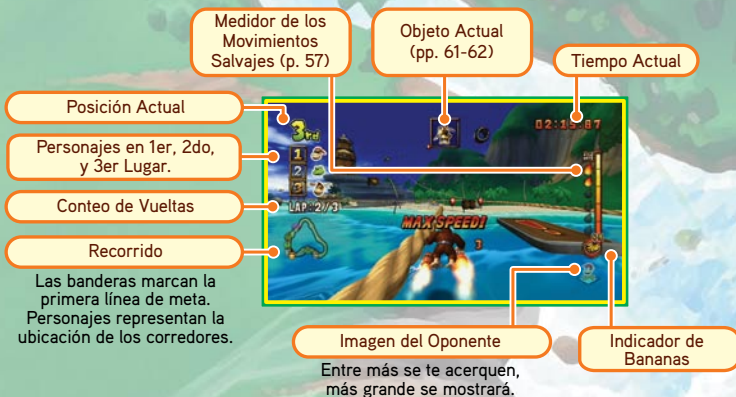 Medidor de los
Movimientos
Salvajes (p. 57)
Objeto Actual
(pp. 61-62)
Tiempo Actual
Posición Actual
Personajes en 1er, 2do,
y 3er Lugar.
Conteo de Vueltas
Recorrido
Las banderas marcan la
primera línea de meta.
Personajes representan la
ubicación de los corredores.
3rd
1
2
3
LAP 2/3
02:15:87
MAX SPEED!
3
Imagen del Oponente
Entre más se te acerquen,
más grande se mostrará.
Indicador de
Bananas